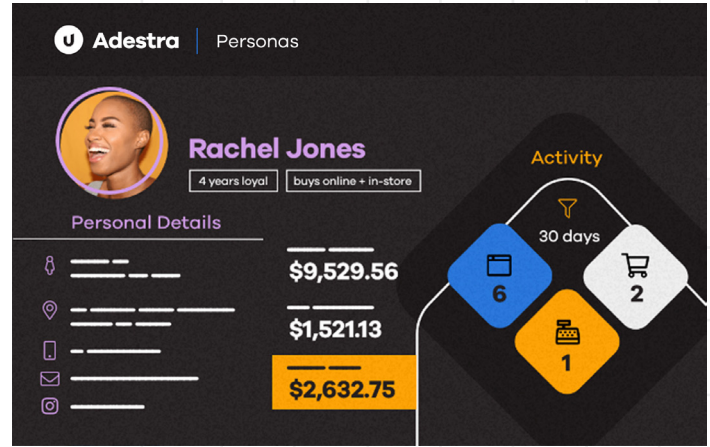 Adestra | Personas
Rachel Jones
4 years loyal
buys online + in-store
Personal Details
$9,529.56
$1,521.13
$2,632.75
Activity
30 days
6
2
1